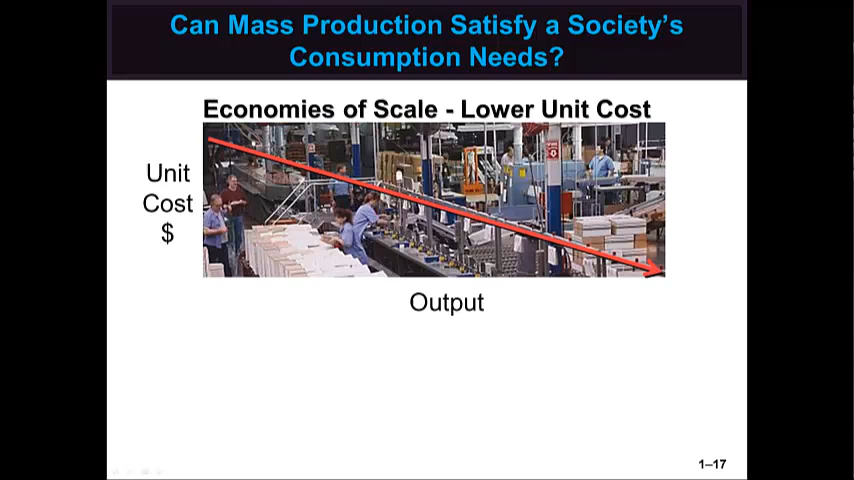 Can Mass Production Satisfy a Society's
Consumption Needs?
Economies of Scale - Lower Unit Cost
Unit
Cost
$
Output
1–17